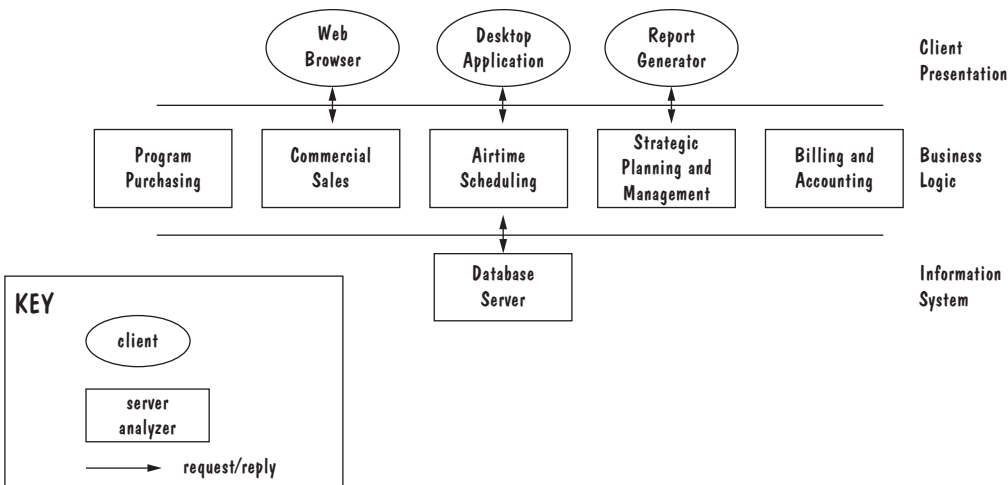 Web
Browser
Desktop
Application
Report
Generator
Client
Presentation
Program
Purchasing
Commercial
Sales
Airtime
Scheduling
Strategic
Planning and
Management
Billing and
Accounting
Business
Logic
Database
Server
Information
System
KEY
client
server
analyzer
request/reply